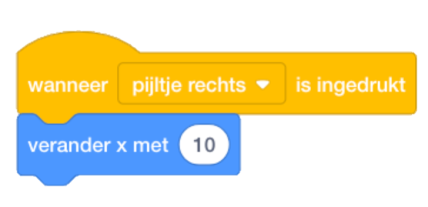 wanneer pijltje rechts is ingedrukt
verander x met 10